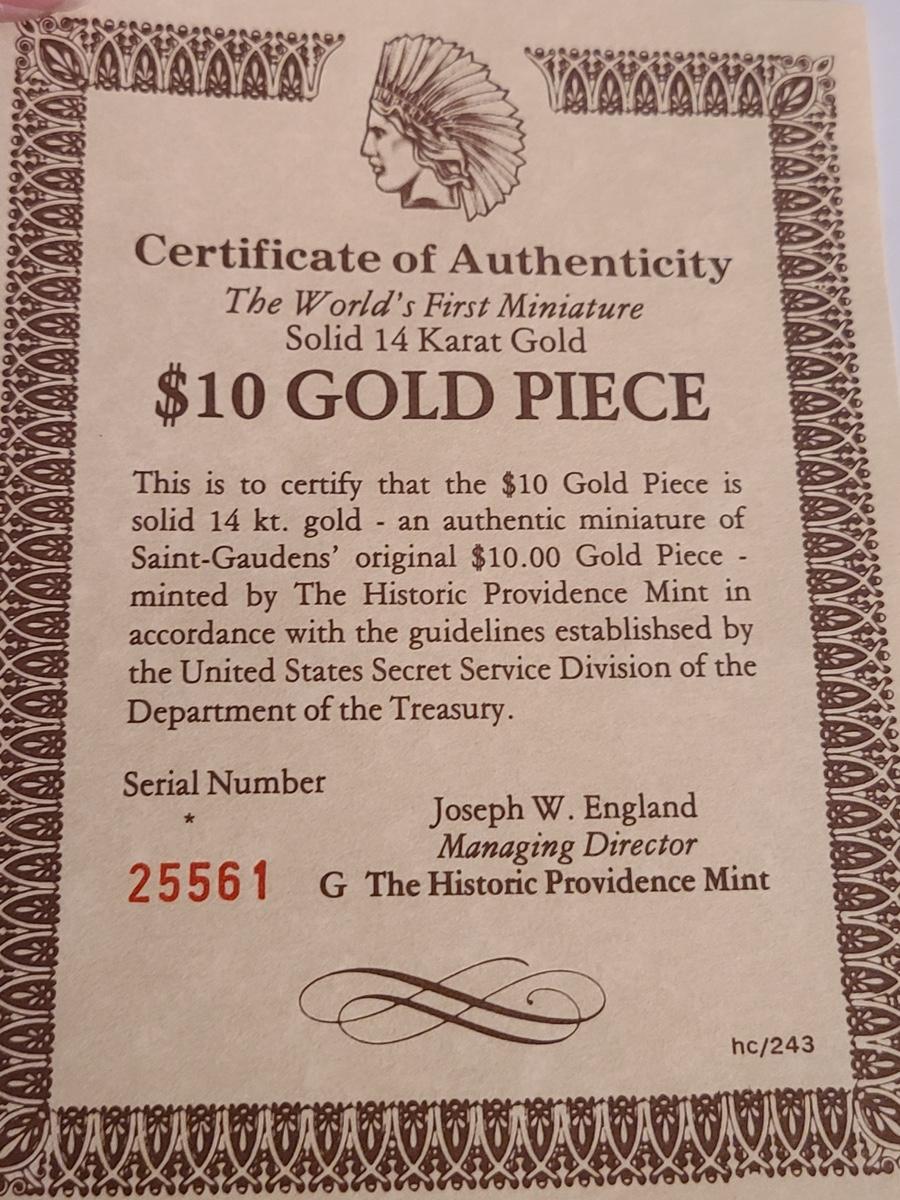 Certificate of Authenticity
The World's First Miniature
Solid 14 Karat Gold
$10 GOLD PIECE
This is to certify that the $10 Gold Piece is
solid 14 kt. gold - an authentic miniature of
Saint-Gaudens' original $10.00 Gold Piece -
minted by The Historic Providence Mint in
accordance with the guidelines establishsed by
the United States Secret Service Division of the
Department of the Treasury.
Serial Number
*
25561
Joseph W. England
Managing Director
G The Historic Providence Mint
hc/243